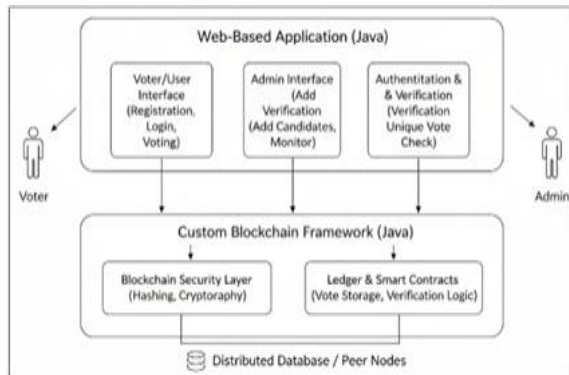 Web-Based Application (Java)
Voter/User
Interface
(Registration,
Login,
Voting)
Admin Interface
(Add
Verification
(Add Candidates,
Monitor)
Authentitation &
& Verification
(Verification
Unique Vote
Check)
Voter
Admin
Custom Blockchain Framework (Java)
Blockchain Security Layer
(Hashing, Cryptoraphy)
Ledger & Smart Contracts
(Vote Storage, Verification Logic)
Distributed Database / Peer Nodes